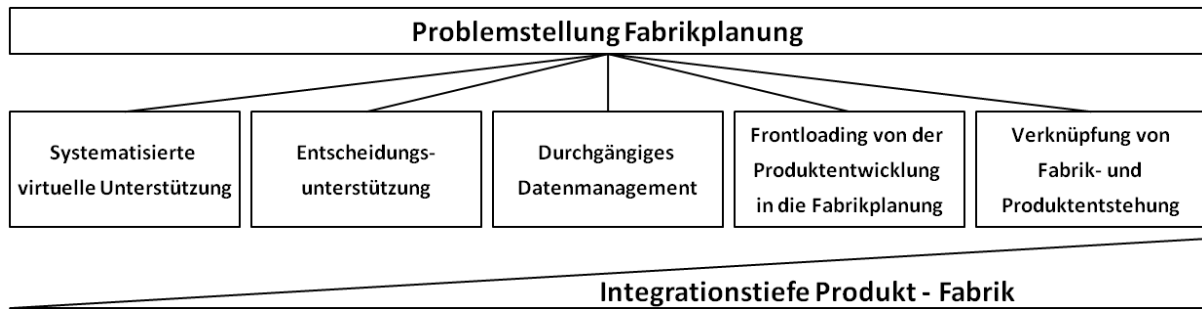 Problemstellung Fabrikplanung
Systematisierte
virtuelle Unterstützung
Entscheidungs-
unterstützung
Durchgängiges
Datenmanagement
Frontloading von der
Produktentwicklung
in die Fabrikplanung
Verknüpfung von
Fabrik- und
Produktentstehung
Integrationstiefe Produkt - Fabrik